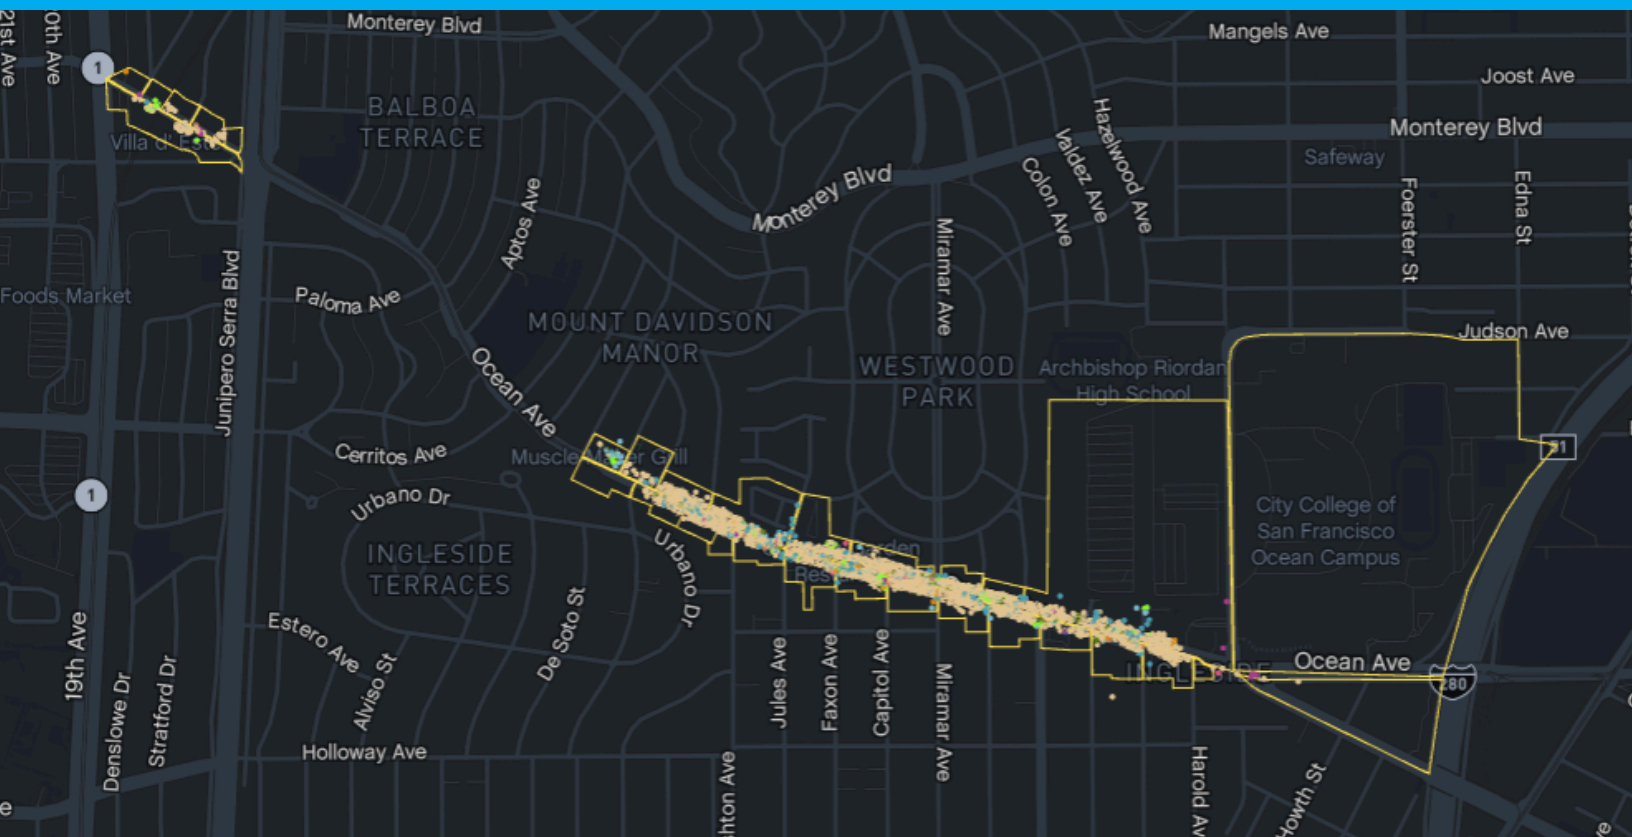 21st Ave
Monterey Blvd
Mangels Ave
Joost Ave
1
BALBOA
TERRACE
Monterey Blvd
Villa d' Est
Safeway
Hazelwood Ave
Valdez Ave
Colon Ave
Monterey Blvd
Foerster St
Edna St
Aptos Ave
Miramar Ave
Foods Market
Paloma Ave
Junipero Serra Blvd
MOUNT DAVIDSON
MANOR
Judson Ave
WESTWOOD
PARK
Archbishop Riordan
High School
Ocean Ave
Cerritos Ave
1
Urbano Dr
City College of
San Francisco
Ocean Campus
INGLESIDE
TERRACES
Urbano Dr
Estero Ave
De Soto St
19th Ave
Denslowe Dr
Stratford Dr
Alviso St
Jules Ave
Faxon Ave
Capitol Ave
Miramar Ave
INGLESIDE
Ocean Ave
280
Holloway Ave
Harold Av
Howth St